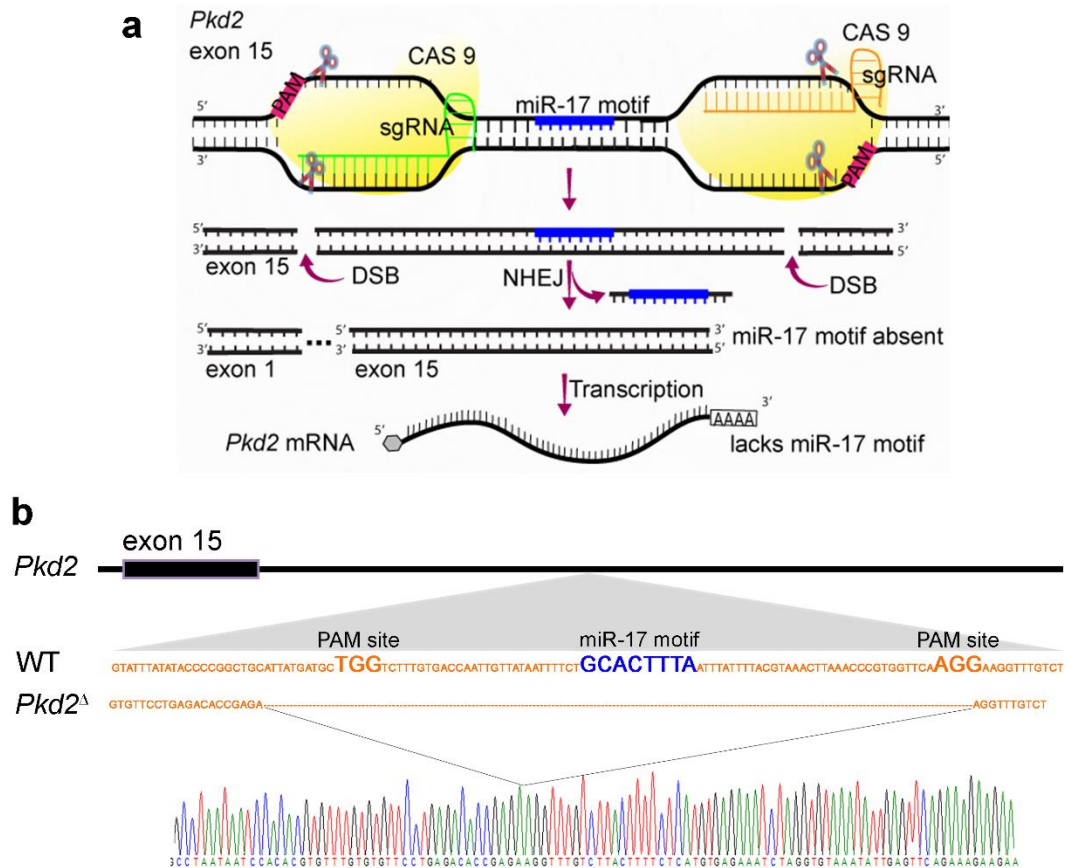 a
Pkd2
exon 15
CAS 9
CAS 9
PAM
sgRNA
miR-17 motif
sgRNA
PAM
5’
3’
3’
5’
5’
3’
3’
5’
exon 15
DSB
NHEJ
DSB
5’
3’
5’
3’
3’
5’
miR-17 motif absent
exon 1
...
exon 15
Transcription
Pkd2 mRNA
5’
AAAA
3’
lacks miR-17 motif
b
exon 15
Pkd2
PAM site
miR-17 motif
PAM site
WT
GTATTTATATACCCCGGCTGCATTATGATGCTGGTCTTTGTGACCAATTGTTATAATTTTCTGCACTTTAAATTTATTTTACGTAAACTTAAACCCGTGGTTCAAGGAAGGTTTGTCT
Pkd2Δ
GTGTTCCTGAGACACCGAGA
AGGTTTGTCT
GCCTAATAATCCACACGTGTTTGTGTGTTCCTGAGACACCGAGAAGGTTTGTCTTACTTTTCTCATGTGAGAAATCTAGGTGTAAATATTGAGTTCAGAAAGAAGAAT